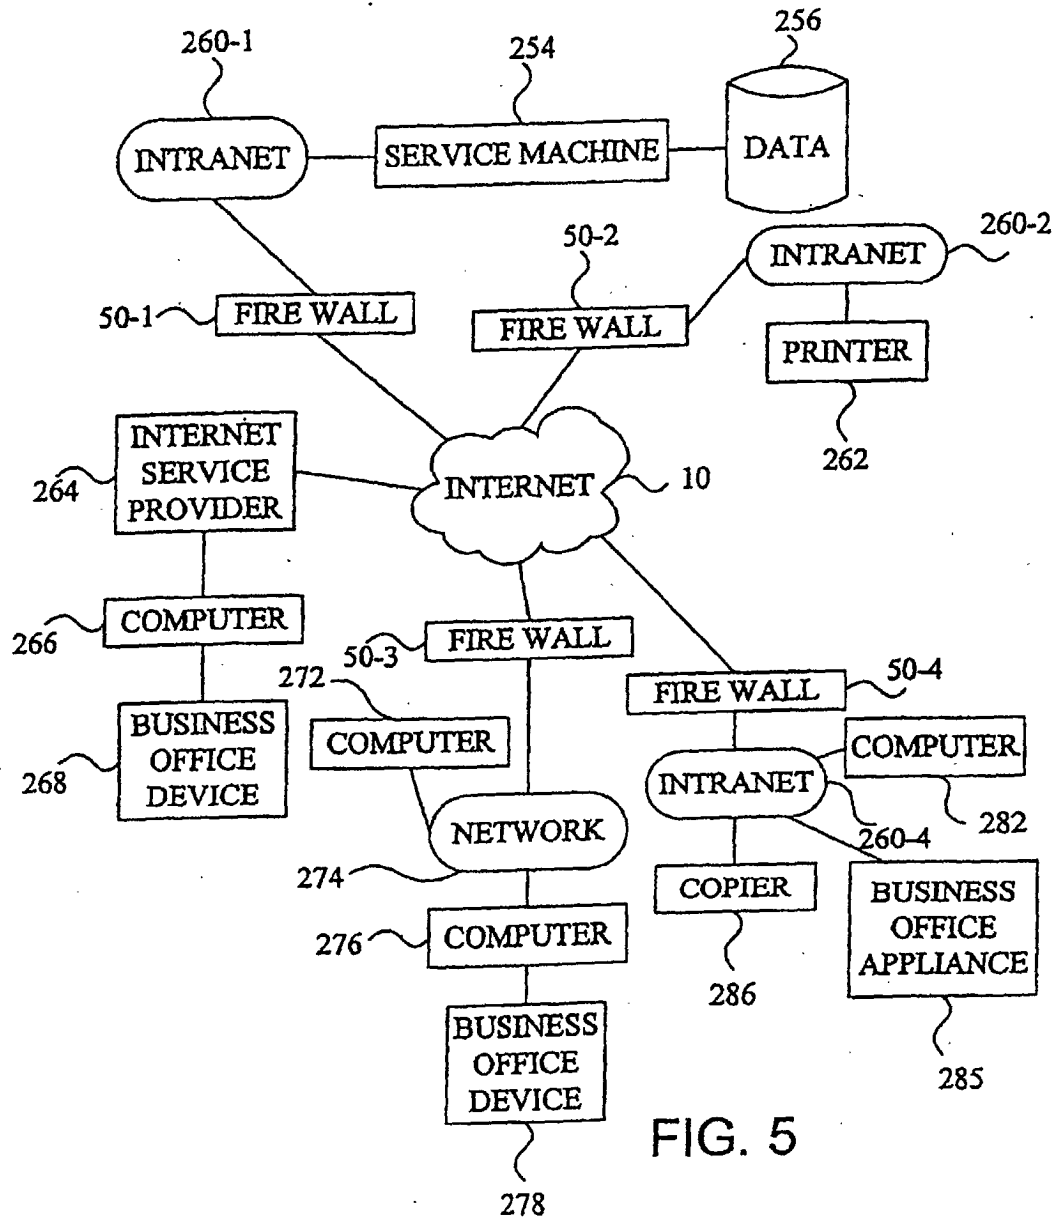 260-1
254
256
INTRANET
SERVICE MACHINE
DATA
50-2
260-2
INTRANET
50-1
FIRE WALL
FIRE WALL
PRINTER
262
INTERNET
SERVICE
PROVIDER
264
INTERNET
10
COMPUTER
266
50-3
FIRE WALL
272
50-4
FIRE WALL
BUSINESS
OFFICE
DEVICE
268
COMPUTER
COMPUTER
INTRANET
282
260-4
NETWORK
274
COPIER
286
BUSINESS
OFFICE
APPLIANCE
285
276
COMPUTER
BUSINESS
OFFICE
DEVICE
278
FIG. 5